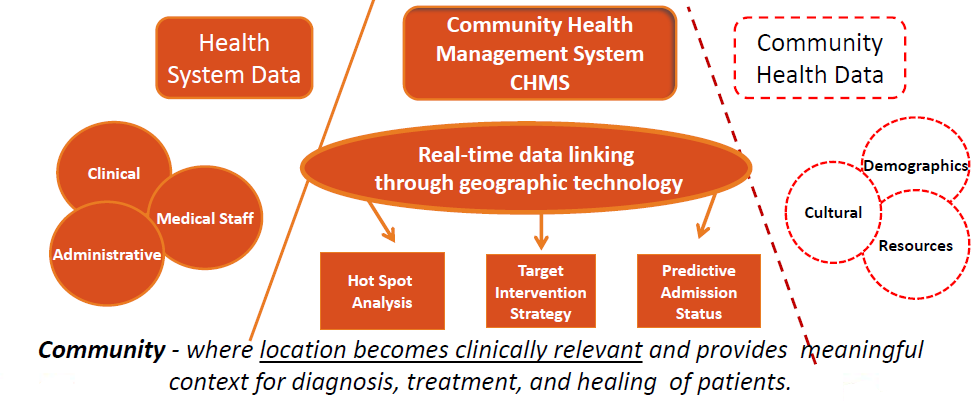 Health
System Data
Community Health
Management System
CHMS
Community
Health Data
Clinical
Medical Staff
Administrative
Real-time data linking
through geographic technology
Demographics
Cultural
Resources
Hot Spot
Analysis
Target
Intervention
Strategy
Predictive
Admission
Status
Community - where location becomes clinically relevant and provides meaningful
context for diagnosis, treatment, and healing of patients.